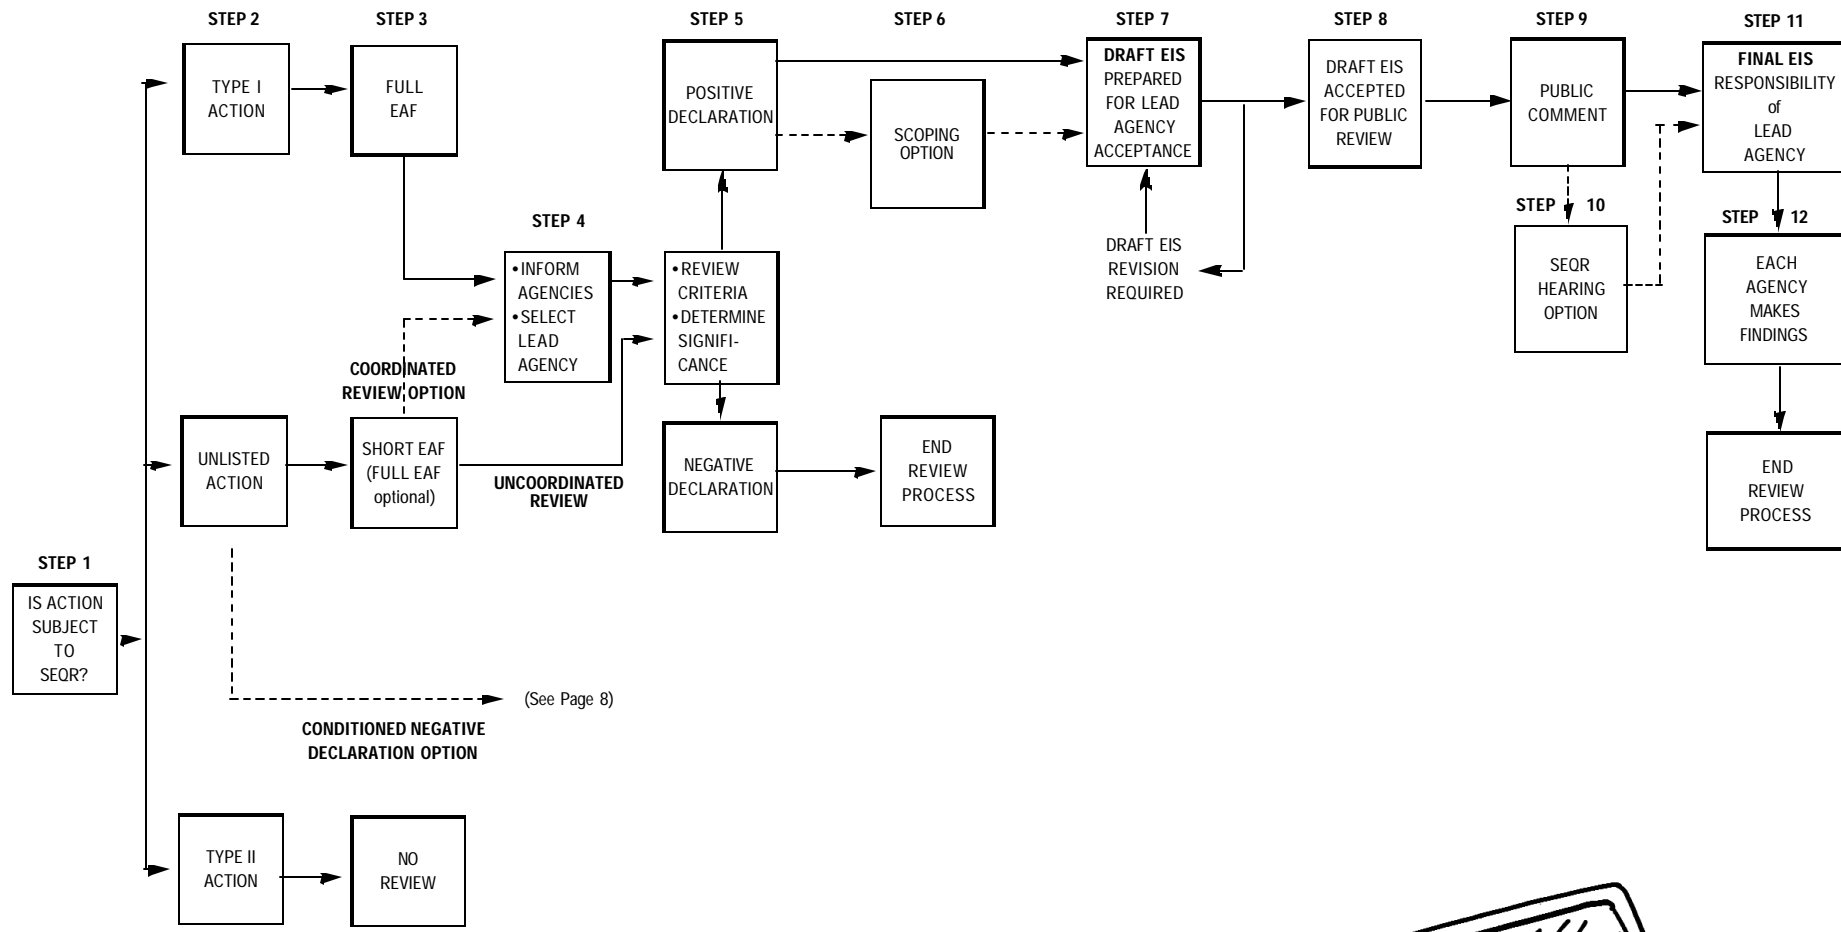 STEP 1
IS ACTION
SUBJECT
TO
SEQR?
STEP 2
TYPE I
ACTION
UNLISTED
ACTION
TYPE II
ACTION
STEP 3
FULL
EAF
COORDINATED
REVIEW OPTION
SHORT EAF
(FULL EAF
optional)
UNCOORDINATED
REVIEW
(See Page 8)
CONDITIONED NEGATIVE
DECLARATION OPTION
NO
REVIEW
STEP 4
•INFORM
AGENCIES
•SELECT
LEAD
AGENCY
STEP 5
POSITIVE
DECLARATION
•REVIEW
CRITERIA
•DETERMINE
SIGNIFI-
CANCE
NEGATIVE
DECLARATION
END
REVIEW
PROCESS
STEP 6
SCOPING
OPTION
STEP 7
DRAFT EIS
PREPARED
FOR LEAD
AGENCY
ACCEPTANCE
DRAFT EIS
REVISION
REQUIRED
STEP 8
DRAFT EIS
ACCEPTED
FOR PUBLIC
REVIEW
STEP 9
PUBLIC
COMMENT
STEP 10
SEQR
HEARING
OPTION
STEP 11
FINAL EIS
RESPONSIBILITY
of
LEAD
AGENCY
STEP 12
EACH
AGENCY
MAKES
FINDINGS
END
REVIEW
PROCESS